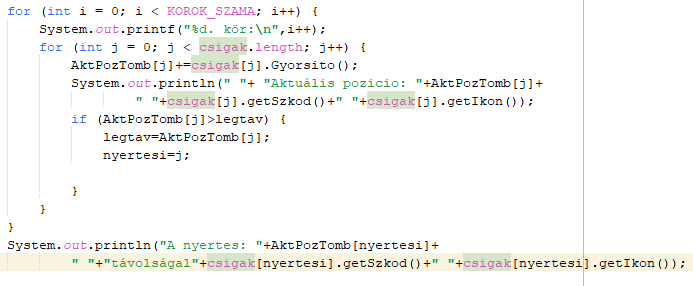 for (int i = 0; i < KOROK_SZAMA; i++) {
System.out.printf("%d. kör:\n",i++);
for (int j = 0; j < csigak.length; j++) {
AktPozTomb[j]+=csigak[j].Gyorsito();
System.out.println(" "+ "Aktuális pozicio: "+AktPozTomb[j]+
" "+csigak[j].getSzkod()+" "+csigak[j].getIkon());
if (AktPozTomb[j]>legtav) {
legtav=AktPozTomb[j];
nyertesi=j;
}
}
}
System.out.println("A nyertes: "+AktPozTomb[nyertesi]+
" "+"távolságal"+csigak[nyertesi].getSzkod()+" "+csigak[nyertesi].getIkon());